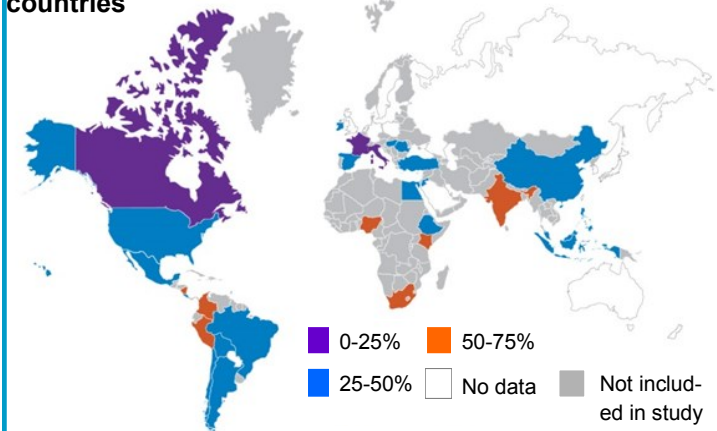 countries
0-25%
50-75%
25-50%
No data
Not includ-
ed in study